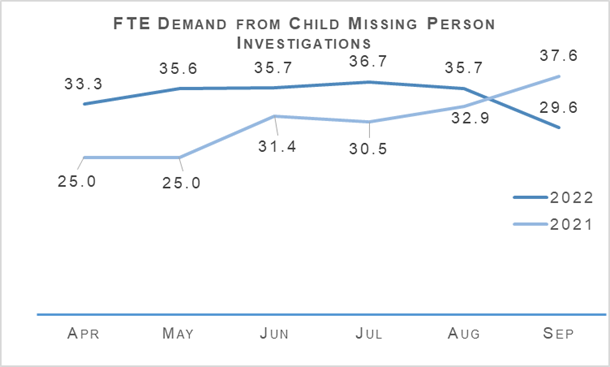 FTE DEMAND FROM CHILD MISSING PERSON
INVESTIGATIONS
33.3 35.6 35.7 36.7 35.7 37.6
25.0 25.0 31.4 30.5 32.9 29.6
2022
2021
APR MAY JUN JUL AUG SEP